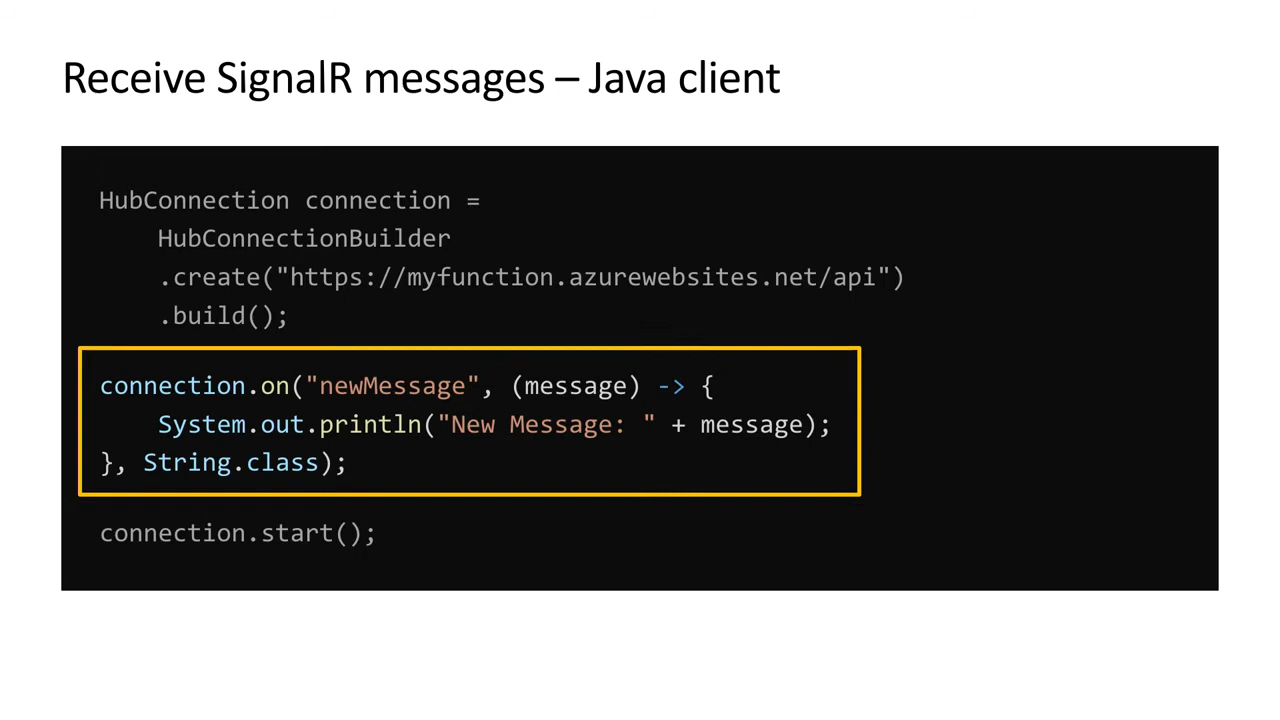 Receive SignalR messages – Java client
HubConnection connection =
    HubConnectionBuilder
    .create("https://myfunction.azurewebsites.net/api")
    .build();
connection.on("newMessage", (message) -> {
    System.out.println("New Message: " + message);
}, String.class);
connection.start();